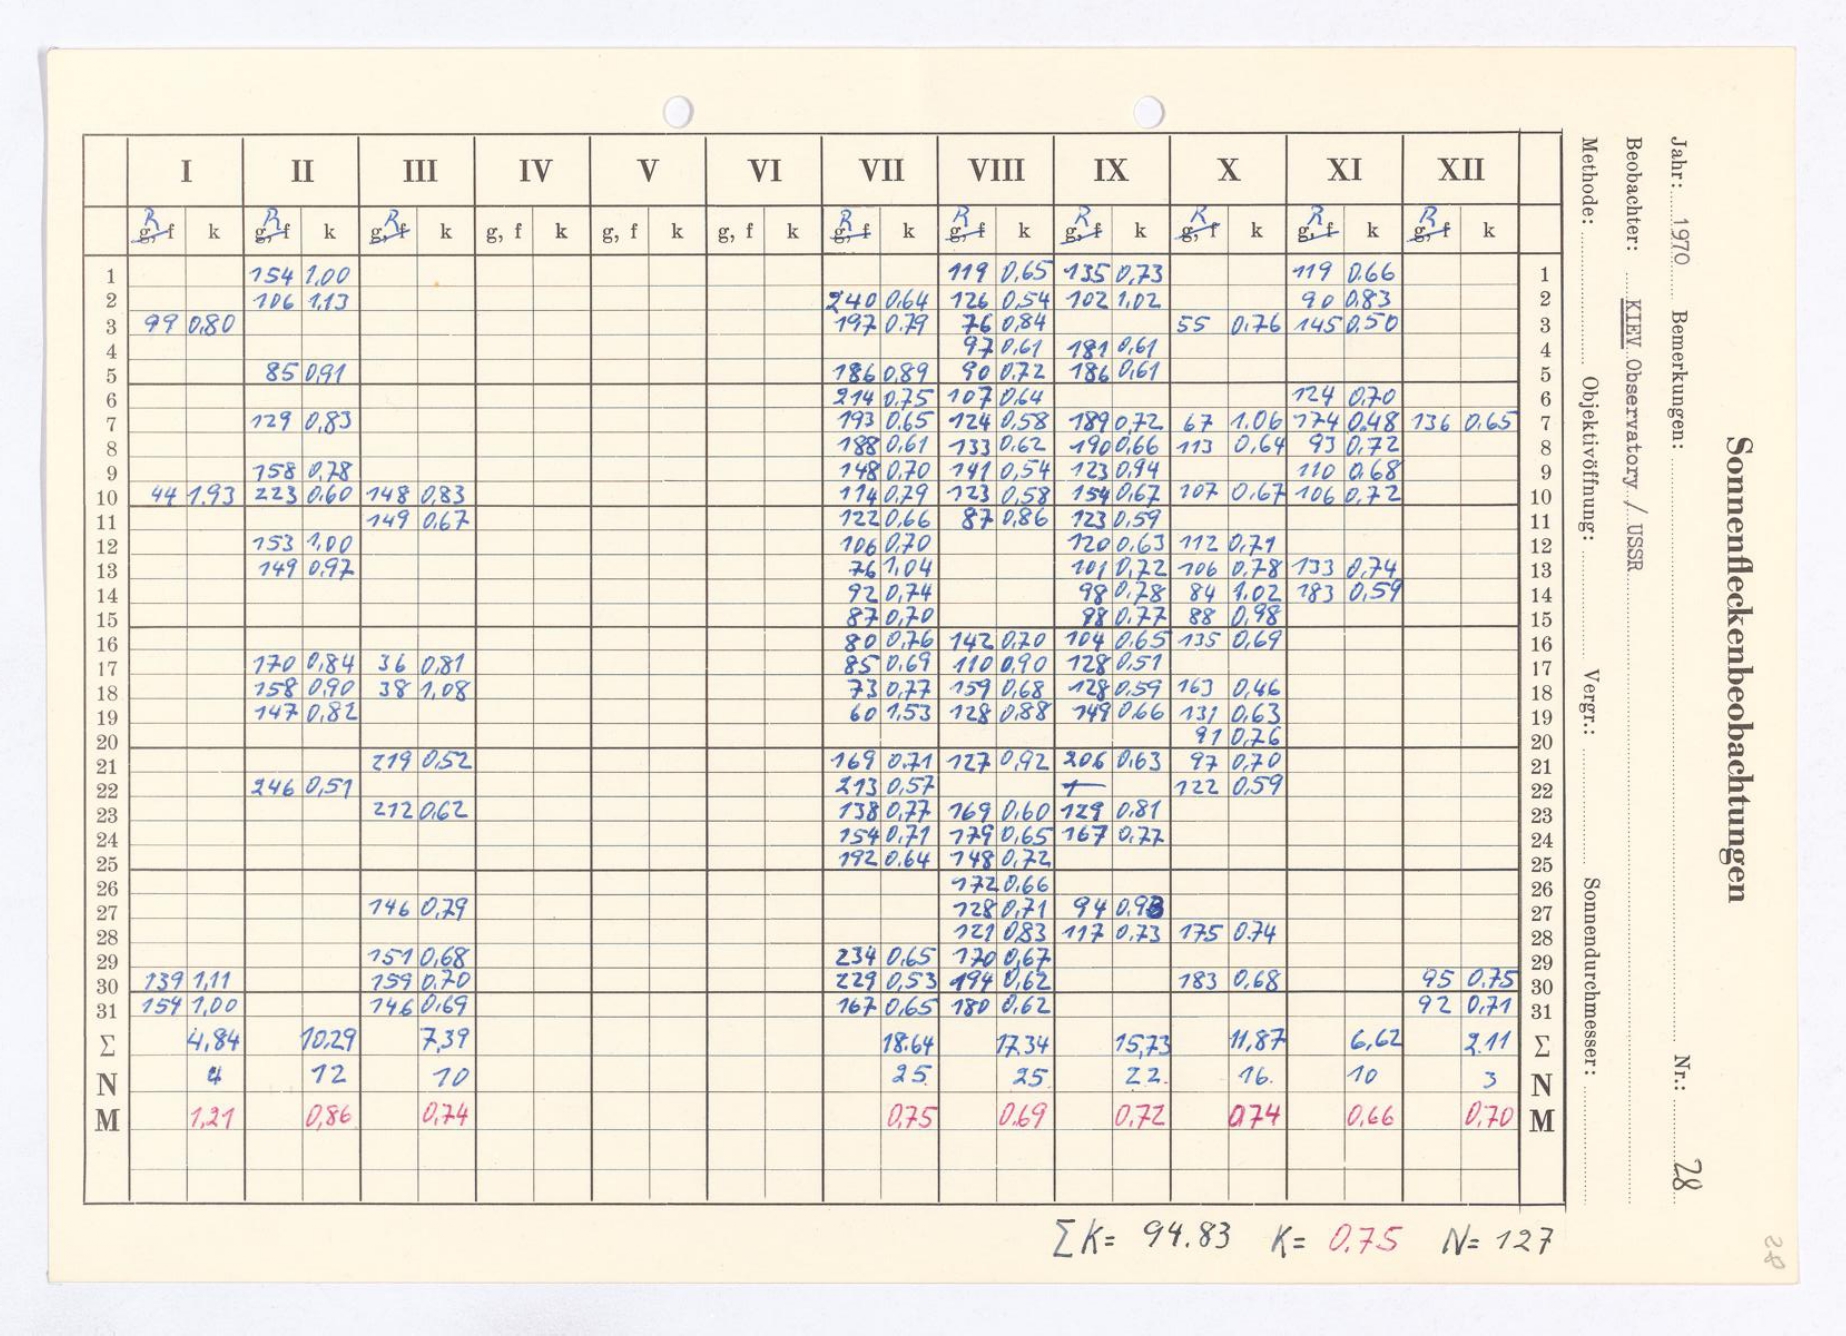 Sonnenfleckenbeobachtungen
Jahr: 1970 Bemerkungen: Nr.: 28
Beobachter: KIEV Observatory / USSR
Methode: Objektivöffnung: Vergr.: Sonnendurchmesser:
I II III IV V VI VII VIII IX X XI XII
R R R R R R R R R
g, f k g, f k g, f k g, f k g, f k g, f k g, f k g, f k g, f k g, f k g, f k g, f k
1 154 1,00 119 0,65 135 0,73 119 0.66 1
2 106 1,13 240 0,64 126 0,54 102 1,02 90 0.83 2
3 99 0,80 197 0.79 76 0,84 55 0,76 145 0,50 3
4 97 0,61 181 0,61 4
5 85 0,91 186 0,89 90 0,72 186 0,61 5
6 214 0,75 107 0,64 124 0,70 6
7 129 0,83 193 0,65 124 0,58 189 0,72 67 1.06 174 0,48 136 0,65 7
8 188 0,61 133 0,62 190 0,66 113 0,64 93 0,72 8
9 158 0,78 148 0,70 141 0,54 123 0,94 110 0,68 9
10 44 1.93 223 0,60 148 0,83 114 0,79 123 0,58 154 0,67 107 0,67 106 0,72 10
11 149 0,67 122 0,66 87 0,86 123 0,59 11
12 153 1,00 106 0,70 120 0,63 112 0,71 12
13 149 0,97 76 1,04 101 0,72 106 0,78 133 0,74 13
14 92 0,74 98 0,78 84 1,02 183 0,59 14
15 87 0,70 98 0,77 88 0,98 15
16 80 0,76 142 0,70 104 0,65 135 0,69 16
17 170 0,84 36 0,81 85 0,69 110 0,90 128 0,51 17
18 158 0,90 38 1,08 73 0,77 159 0,68 128 0,59 163 0,46 18
19 147 0,82 60 1,53 128 0,88 149 0,66 131 0,63 19
20 91 0,76 20
21 219 0,52 169 0.71 127 0,92 206 0,63 97 0,70 21
22 246 0,51 213 0,57 122 0,59 22
23 212 0,62 138 0,77 169 0,60 129 0,81 23
24 154 0,71 179 0,65 167 0,77 24
25 192 0.64 148 0,72 25
26 172 0,66 26
27 146 0,79 128 0,71 94 0.93 27
28 121 0,83 117 0,73 175 0.74 28
29 151 0,68 234 0,65 170 0,67 29
30 139 1,11 159 0,70 229 0,53 194 0,62 183 0,68 95 0.75 30
31 154 1,00 146 0,69 167 0,65 180 0,62 92 0,71 31
Σ 4,84 10.29 7,39 18.64 17.34 15,73 11,87 6,62 2.11 Σ
N 4 12 10 25 25 22 16 10 3 N
M 1,21 0,86 0,74 0,75 0.69 0,72 0,74 0,66 0,70 M
Σ K = 94.83 K = 0.75 N = 127
28